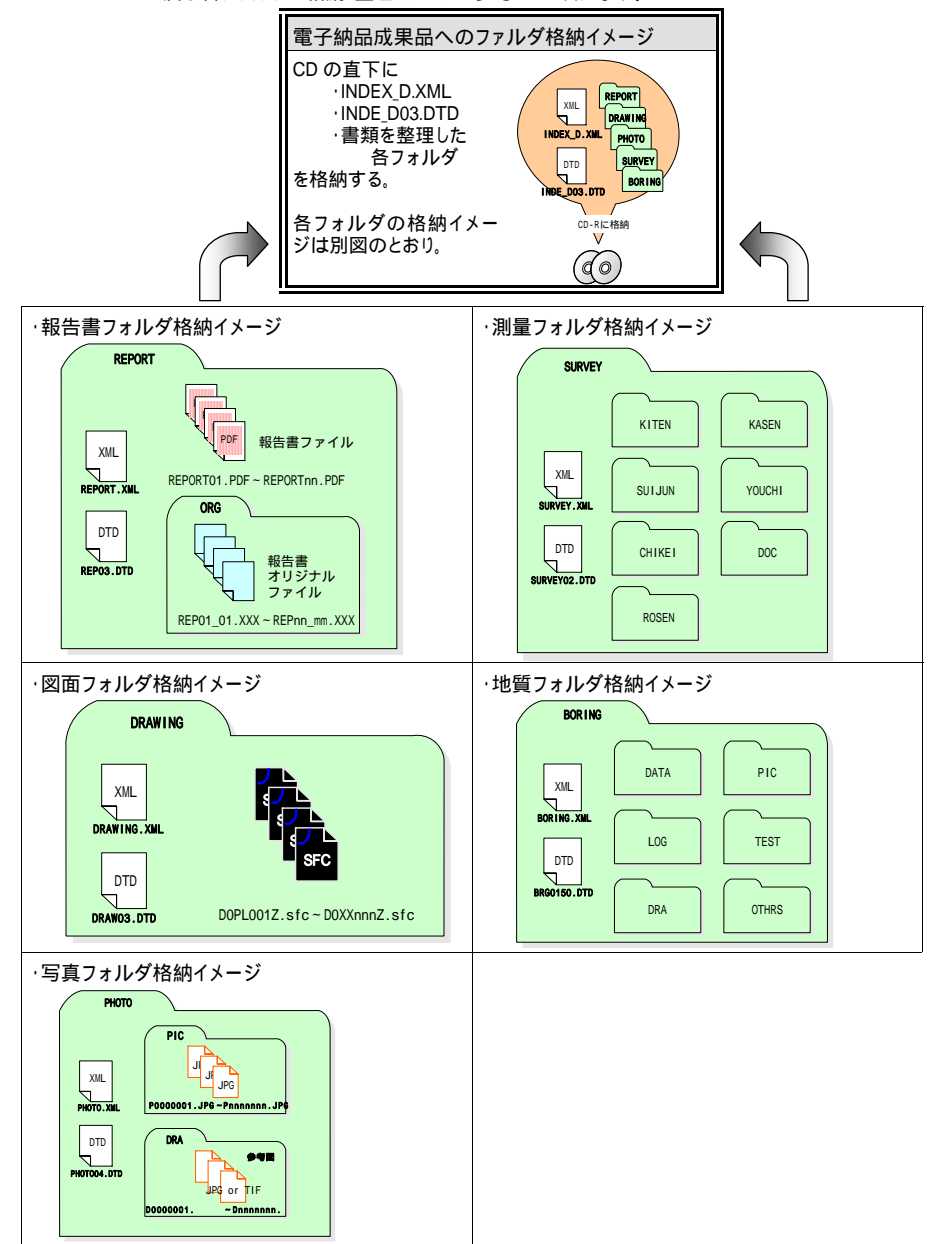 電子納品成果品へのフォルダ格納イメージ
CD の直下に
・INDEX_D.XML
・INDE_D03.DTD
・書類を整理した
各フォルダ
を格納する。
各フォルダの格納イメー
ジは別図のとおり。
XML
INDEX_D.XML
DTD
INDE_D03.DTD
REPORT
DRAWING
PHOTO
SURVEY
BORING
CD-Rに格納
・報告書フォルダ格納イメージ
REPORT
XML
REPORT.XML
DTD
REP03.DTD
PDF
報告書ファイル
REPORT01.PDF～REPORTnn.PDF
ORG
報告書
オリジナル
ファイル
REP01_01.XXX～REPnn_mm.XXX
・測量フォルダ格納イメージ
SURVEY
XML
SURVEY.XML
DTD
SURVEY02.DTD
KITEN
KASEN
SUIJUN
YOUCHI
CHIKEI
DOC
ROSEN
・図面フォルダ格納イメージ
DRAWING
XML
DRAWING.XML
DTD
DRAW03.DTD
S
S
S
SFC
D0PL001Z.sfc～D0XXnnnZ.sfc
・地質フォルダ格納イメージ
BORING
XML
BORING.XML
DTD
BRG0150.DTD
DATA
PIC
LOG
TEST
DRA
OTHRS
・写真フォルダ格納イメージ
PHOTO
XML
PHOTO.XML
DTD
PHOTO04.DTD
PIC
JPG
P0000001.JPG～Pnnnnnnn.JPG
DRA
参考図
JPG or TIF
D0000001.　～Dnnnnnnn.